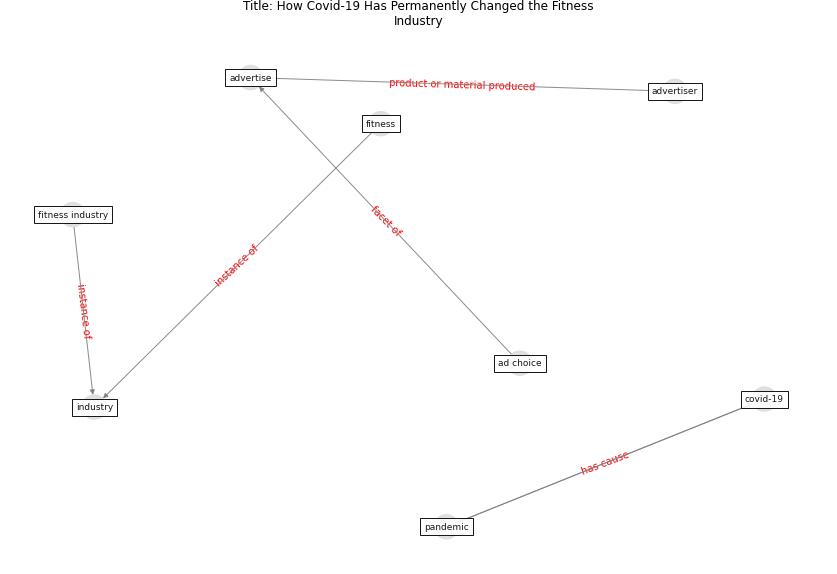 Title: How Covid-19 Has Permanently Changed the Fitness
Industry
advertise
product or material produced
advertiser
fitness
fitness industry
facet of
instance of
instance of
ad choice
covid-19
industry
has cause
pandemic